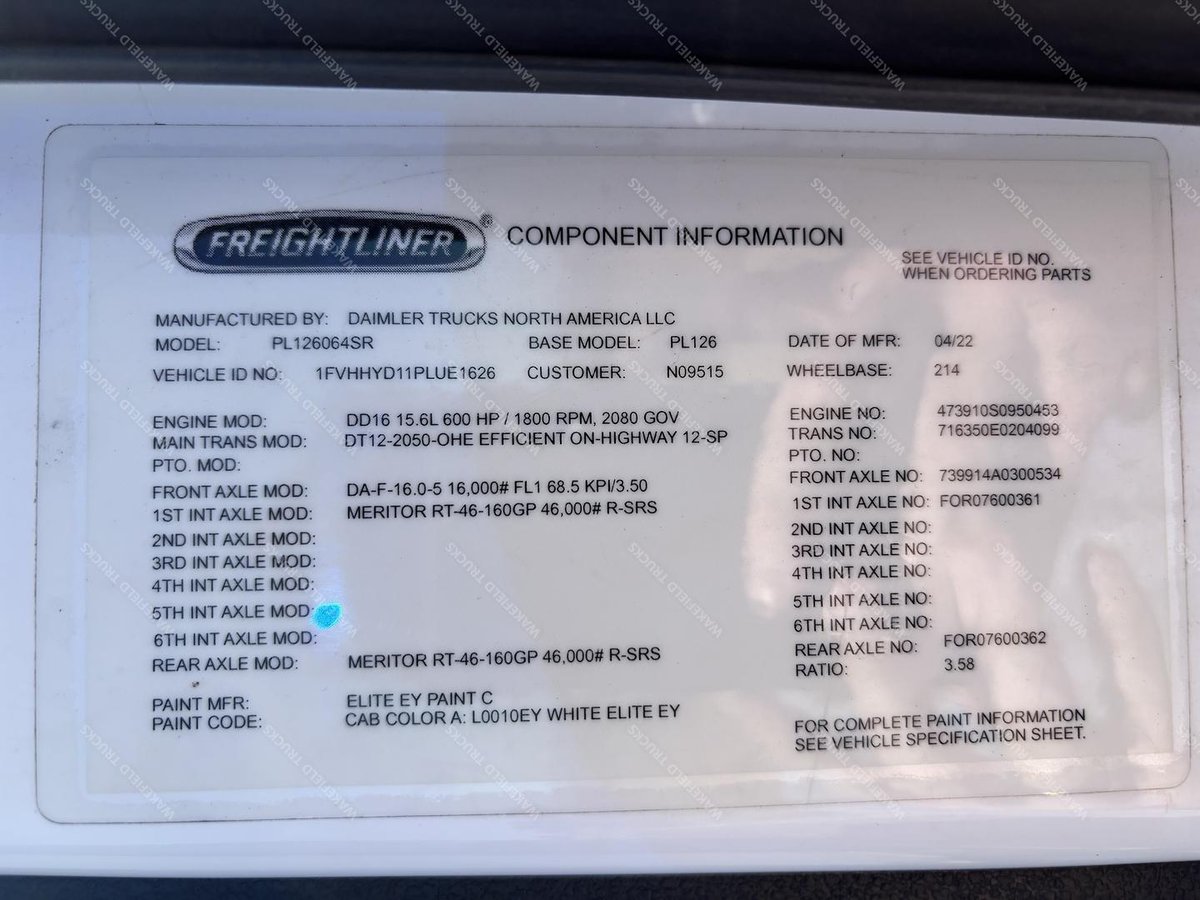 FREIGHTLINER® COMPONENT INFORMATION
SEE VEHICLE ID NO.
WHEN ORDERING PARTS
MANUFACTURED BY: DAIMLER TRUCKS NORTH AMERICA LLC
MODEL: PL126064SR BASE MODEL: PL126 DATE OF MFR: 04/22
VEHICLE ID NO: 1FVHHYD11PLUE1626 CUSTOMER: N09515 WHEELBASE: 214
ENGINE MOD: DD16 15.6L 600 HP / 1800 RPM, 2080 GOV ENGINE NO: 473910S0950453
MAIN TRANS MOD: DT12-2050-OHE EFFICIENT ON-HIGHWAY 12-SP TRANS NO: 716350E0204099
PTO. MOD: PTO. NO:
FRONT AXLE MOD: DA-F-16.0-5 16,000# FL1 68.5 KPI/3.50 FRONT AXLE NO: 739914A0300534
1ST INT AXLE MOD: MERITOR RT-46-160GP 46,000# R-SRS 1ST INT AXLE NO: FOR07600361
2ND INT AXLE MOD: 2ND INT AXLE NO:
3RD INT AXLE MOD: 3RD INT AXLE NO:
4TH INT AXLE MOD: 4TH INT AXLE NO:
5TH INT AXLE MOD: 5TH INT AXLE NO:
6TH INT AXLE MOD: 6TH INT AXLE NO:
REAR AXLE MOD: MERITOR RT-46-160GP 46,000# R-SRS REAR AXLE NO: FOR07600362
RATIO: 3.58
PAINT MFR: ELITE EY PAINT C
PAINT CODE: CAB COLOR A: L0010EY WHITE ELITE EY
FOR COMPLETE PAINT INFORMATION
SEE VEHICLE SPECIFICATION SHEET.
WAKEFIELD TRUCKS